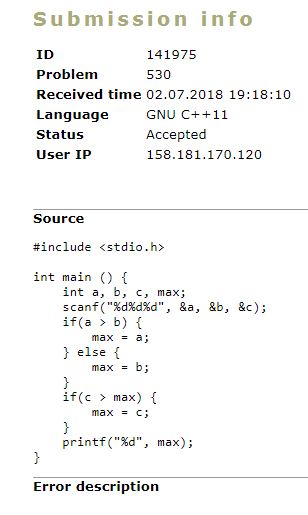 Submission info
ID 141975
Problem 530
Received time 02.07.2018 19:18:10
Language GNU C++11
Status Accepted
User IP 158.181.170.120
Source
#include <stdio.h>
int main () {
    int a, b, c, max;
    scanf("%d%d%d", &a, &b, &c);
    if(a > b) {
        max = a;
    } else {
        max = b;
    }
    if(c > max) {
        max = c;
    }
    printf("%d", max);
}
Error description